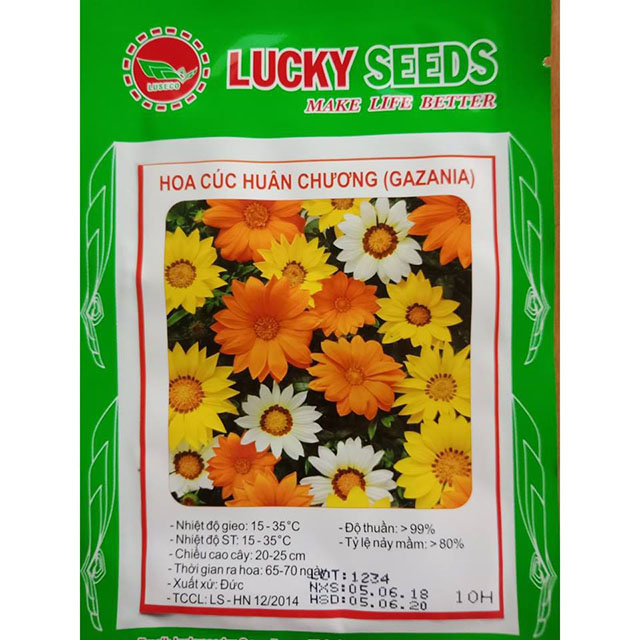 LUSECO
LUCKY SEEDS
MAKE LIFE BETTER
HOA CÚC HUÂN CHƯƠNG (GAZANIA)
- Nhiệt độ gieo: 15 - 35°C
- Nhiệt độ ST: 15 - 35°C
- Chiều cao cây: 20-25 cm
- Thời gian ra hoa: 65-70 ngày
- Xuất xứ: Đức
- TCCL: LS - HN 12/2014
- Độ thuần: > 99%
- Tỷ lệ nảy mầm: > 80%
LOT: 1234
NXS: 05.06.18
HSD: 05.06.20
10H